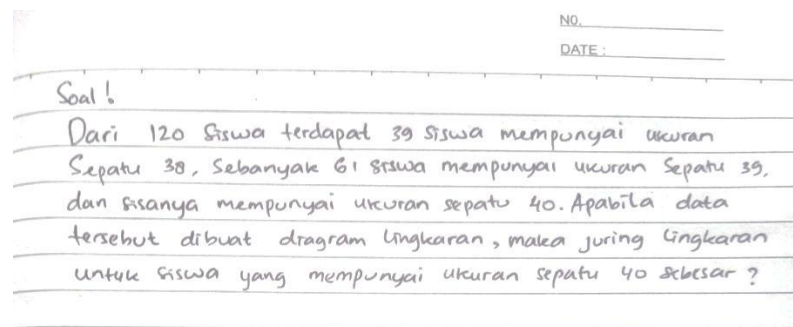 NO.
DATE :
Soal !
Dari 120 siswa terdapat 39 siswa mempunyai ukuran
Sepatu 38, Sebanyak 61 siswa mempunyai ukuran Sepatu 39,
dan sisanya mempunyai ukuran sepatu 40. Apabila data
tersebut dibuat diagram lingkaran, maka juring lingkaran
untuk siswa yang mempunyai ukuran sepatu 40 sebesar ?